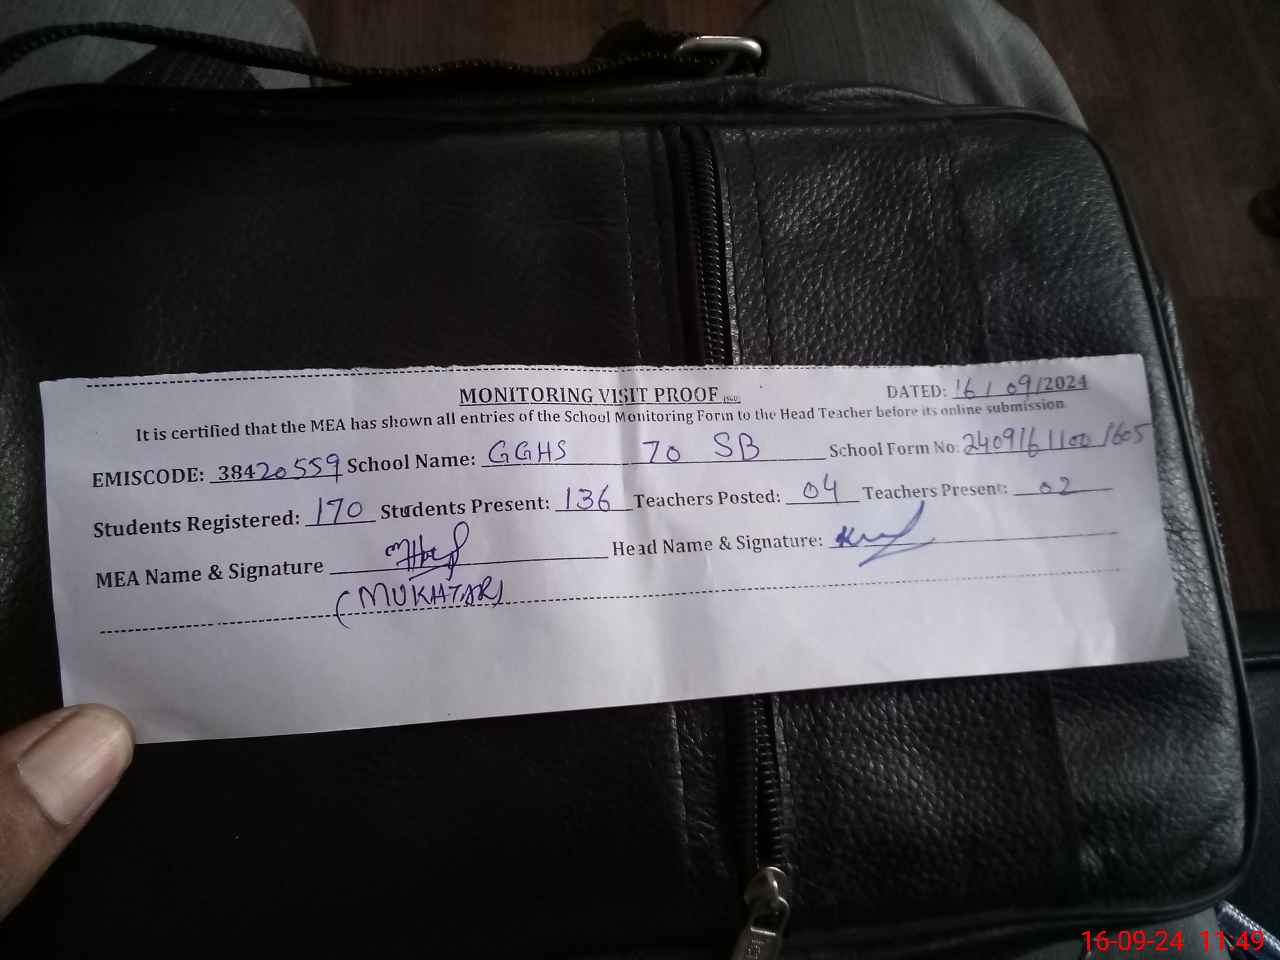 MONITORING VISIT PROOF (SGD)
DATED: 16/09/2024
It is certified that the MEA has shown all entries of the School Monitoring Form to the Head Teacher before its online submission
EMISCODE: 38420559 School Name: GGHS 70 SB School Form No: 24091611001605
Students Registered: 170 Students Present: 136 Teachers Posted: 04 Teachers Present: 02
MEA Name & Signature Head Name & Signature:
(MUKHTAR)
16-09-24 11:49